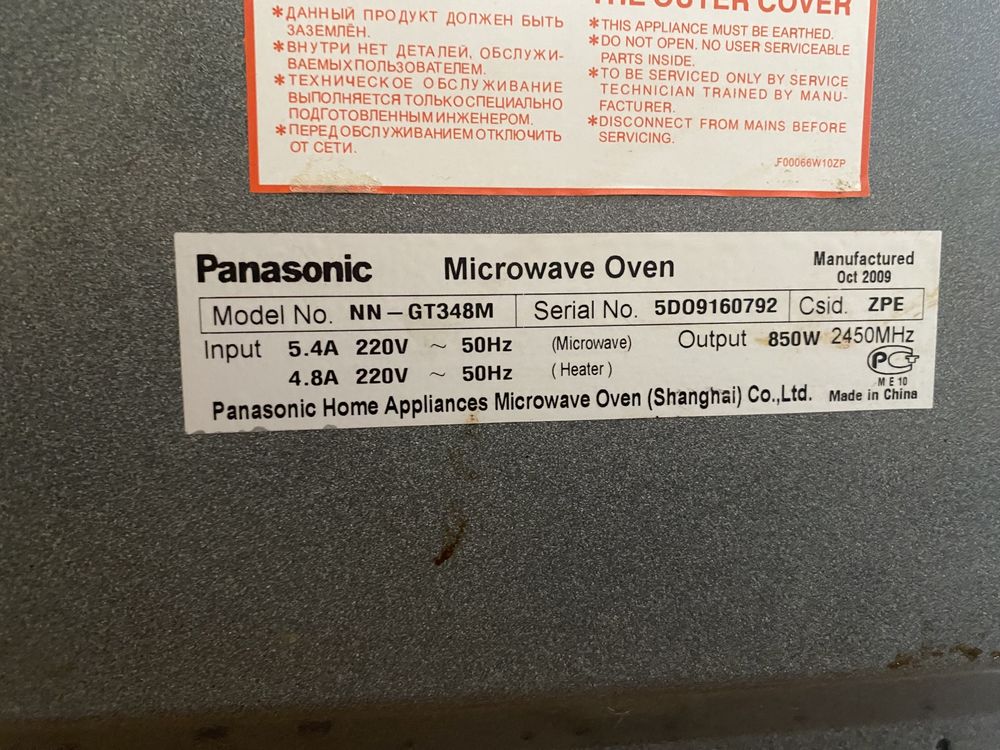 THE OUTER COVER
*ДАННЫЙ ПРОДУКТ ДОЛЖЕН БЫТЬ
ЗАЗЕМЛЁН.
*ВНУТРИ НЕТ ДЕТАЛЕЙ, ОБСЛУЖИ-
ВАЕМЫХ ПОЛЬЗОВАТЕЛЕМ.
*ТЕХНИЧЕСКОЕ ОБСЛУЖИВАНИЕ
ВЫПОЛНЯЕТСЯ ТОЛЬКО СПЕЦИАЛЬНО
ПОДГОТОВЛЕННЫМ ИНЖЕНЕРОМ.
*ПЕРЕД ОБСЛУЖИВАНИЕМ ОТКЛЮЧИТЬ
ОТ СЕТИ.
*THIS APPLIANCE MUST BE EARTHED.
*DO NOT OPEN. NO USER SERVICEABLE
PARTS INSIDE.
*TO BE SERVICED ONLY BY SERVICE
TECHNICIAN TRAINED BY MANU-
FACTURER.
*DISCONNECT FROM MAINS BEFORE
SERVICING.
F00066W10ZP
Panasonic Microwave Oven Manufactured
Oct 2009
Model No. NN-GT348M Serial No. 5D09160792 Csid. ZPE
Input 5.4A 220V ~ 50Hz (Microwave) Output 850W 2450MHz
4.8A 220V ~ 50Hz (Heater)
ME10
Panasonic Home Appliances Microwave Oven (Shanghai) Co.,Ltd. Made in China